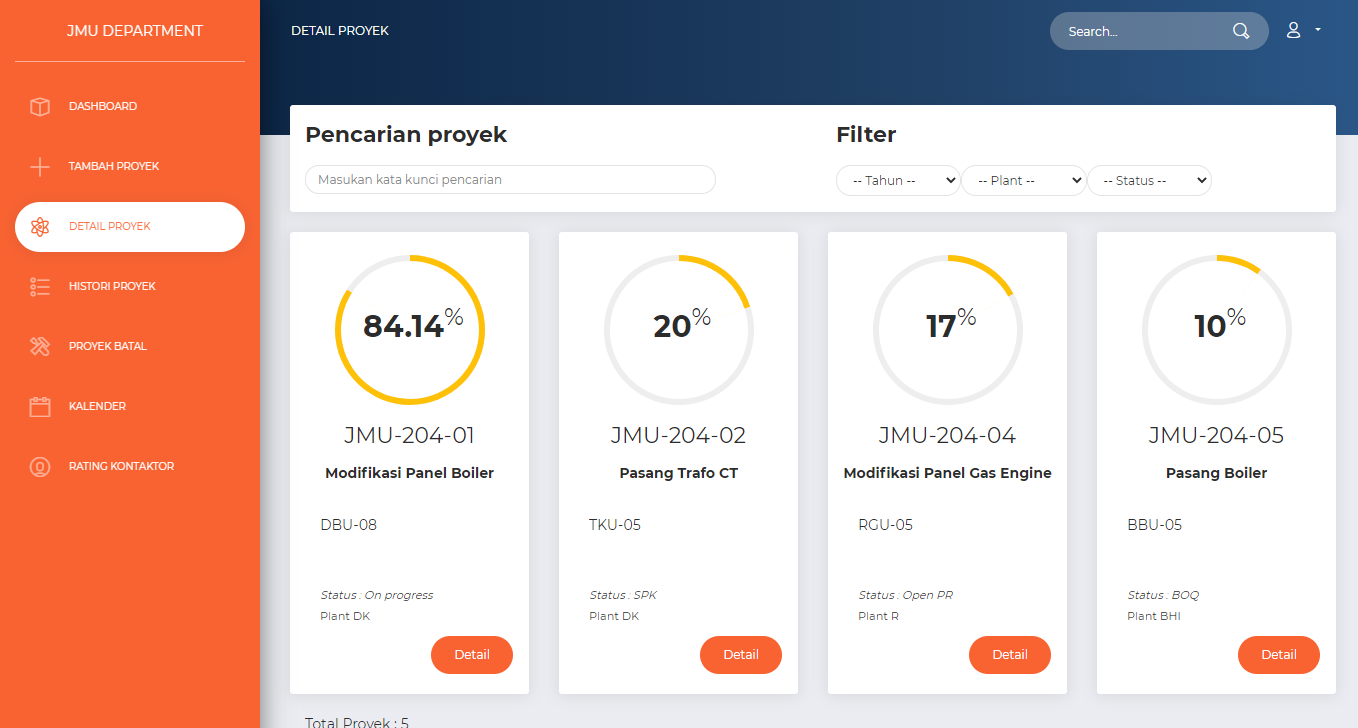 JMU DEPARTMENT
DASHBOARD
TAMBAH PROYEK
DETAIL PROYEK
HISTORI PROYEK
PROYEK BATAL
KALENDER
RATING KONTAKTOR
DETAIL PROYEK
Search...
Pencarian proyek
Masukan kata kunci pencarian
Filter
-- Tahun --
-- Plant --
-- Status --
84.14%
JMU-204-01
Modifikasi Panel Boiler
DBU-08
Status : On progress
Plant DK
Detail
20%
JMU-204-02
Pasang Trafo CT
TKU-05
Status : SPK
Plant DK
Detail
17%
JMU-204-04
Modifikasi Panel Gas Engine
RGU-05
Status : Open PR
Plant R
Detail
10%
JMU-204-05
Pasang Boiler
BBU-05
Status : BOQ
Plant BHI
Detail
Total Proyek : 5